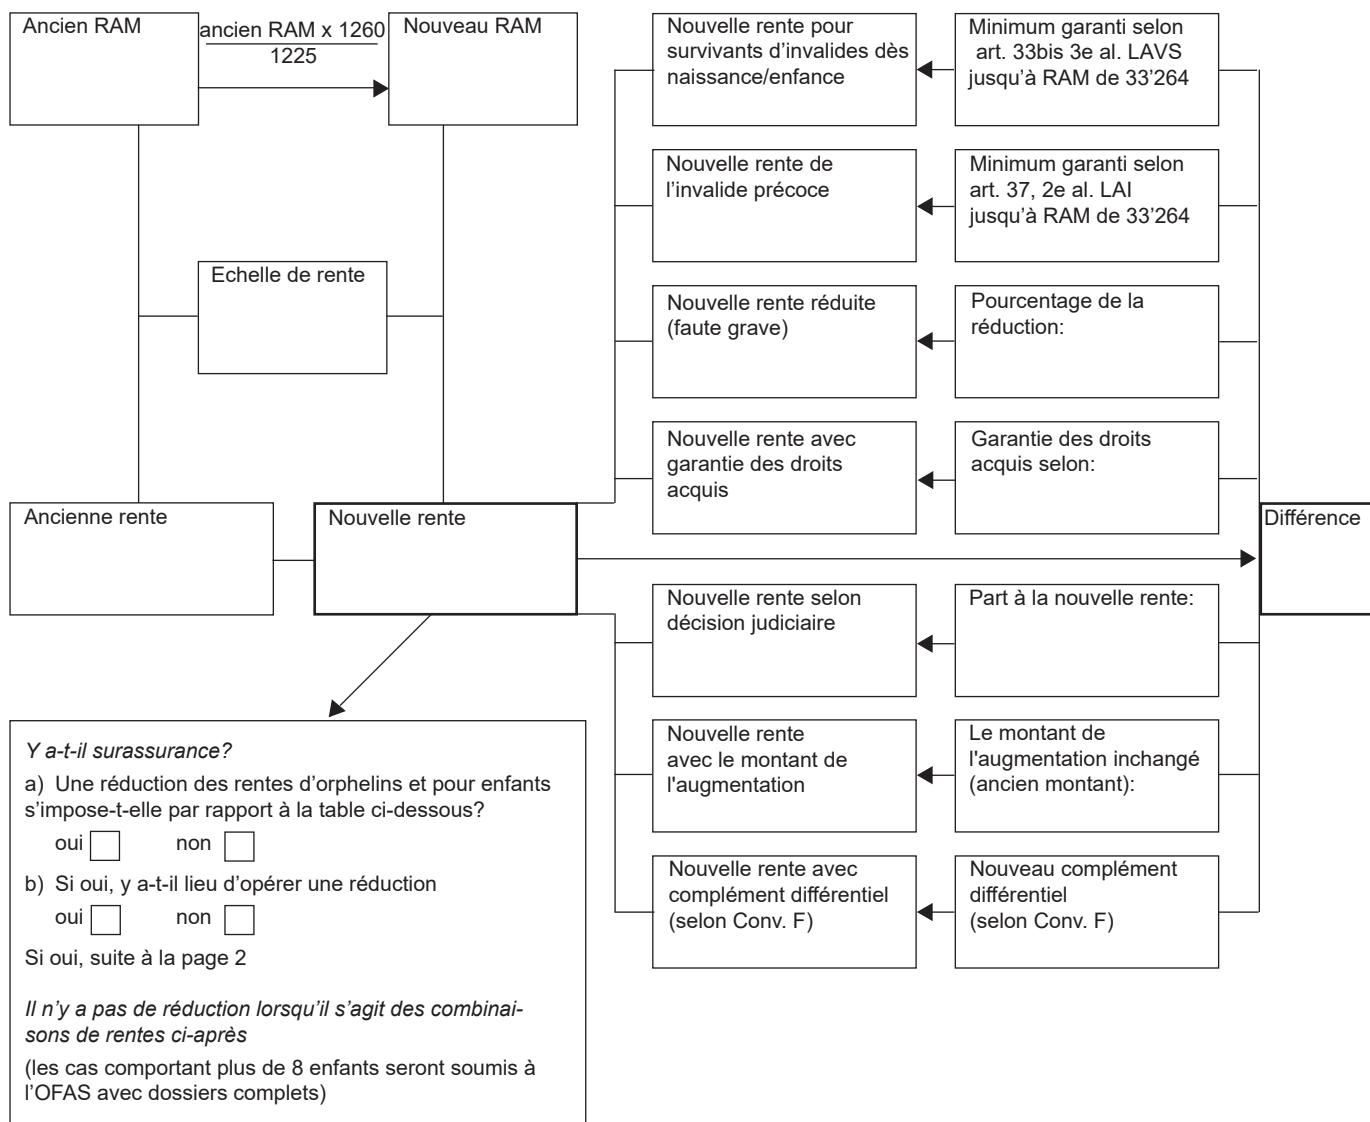 Ancien RAM
ancien RAM x 1260
1225
Nouveau RAM
Echelle de rente
Ancienne rente
Nouvelle rente
Nouvelle rente pour
survivants d'invalides dès
naissance/enfance
Minimum garanti selon
art. 33bis 3e al. LAVS
jusqu'à RAM de 33'264
Nouvelle rente de
l'invalide précoce
Minimum garanti selon
art. 37, 2e al. LAI
jusqu'à RAM de 33'264
Nouvelle rente réduite
(faute grave)
Pourcentage de la
réduction:
Nouvelle rente avec
garantie des droits
acquis
Garantie des droits
acquis selon:
Différence
Nouvelle rente selon
décision judiciaire
Part à la nouvelle rente:
Nouvelle rente
avec le montant de
l'augmentation
Le montant de
l'augmentation inchangé
(ancien montant):
Nouvelle rente avec
complément différentiel
(selon Conv. F)
Nouveau complément
différentiel
(selon Conv. F)
Y a-t-il surassurance?
a) Une réduction des rentes d'orphelins et pour enfants
s'impose-t-elle par rapport à la table ci-dessous?
oui non
b) Si oui, y a-t-il lieu d'opérer une réduction
oui non
Si oui, suite à la page 2
Il n'y a pas de réduction lorsqu'il s'agit des combinai-
sons de rentes ci-après
(les cas comportant plus de 8 enfants seront soumis à
l'OFAS avec dossiers complets)